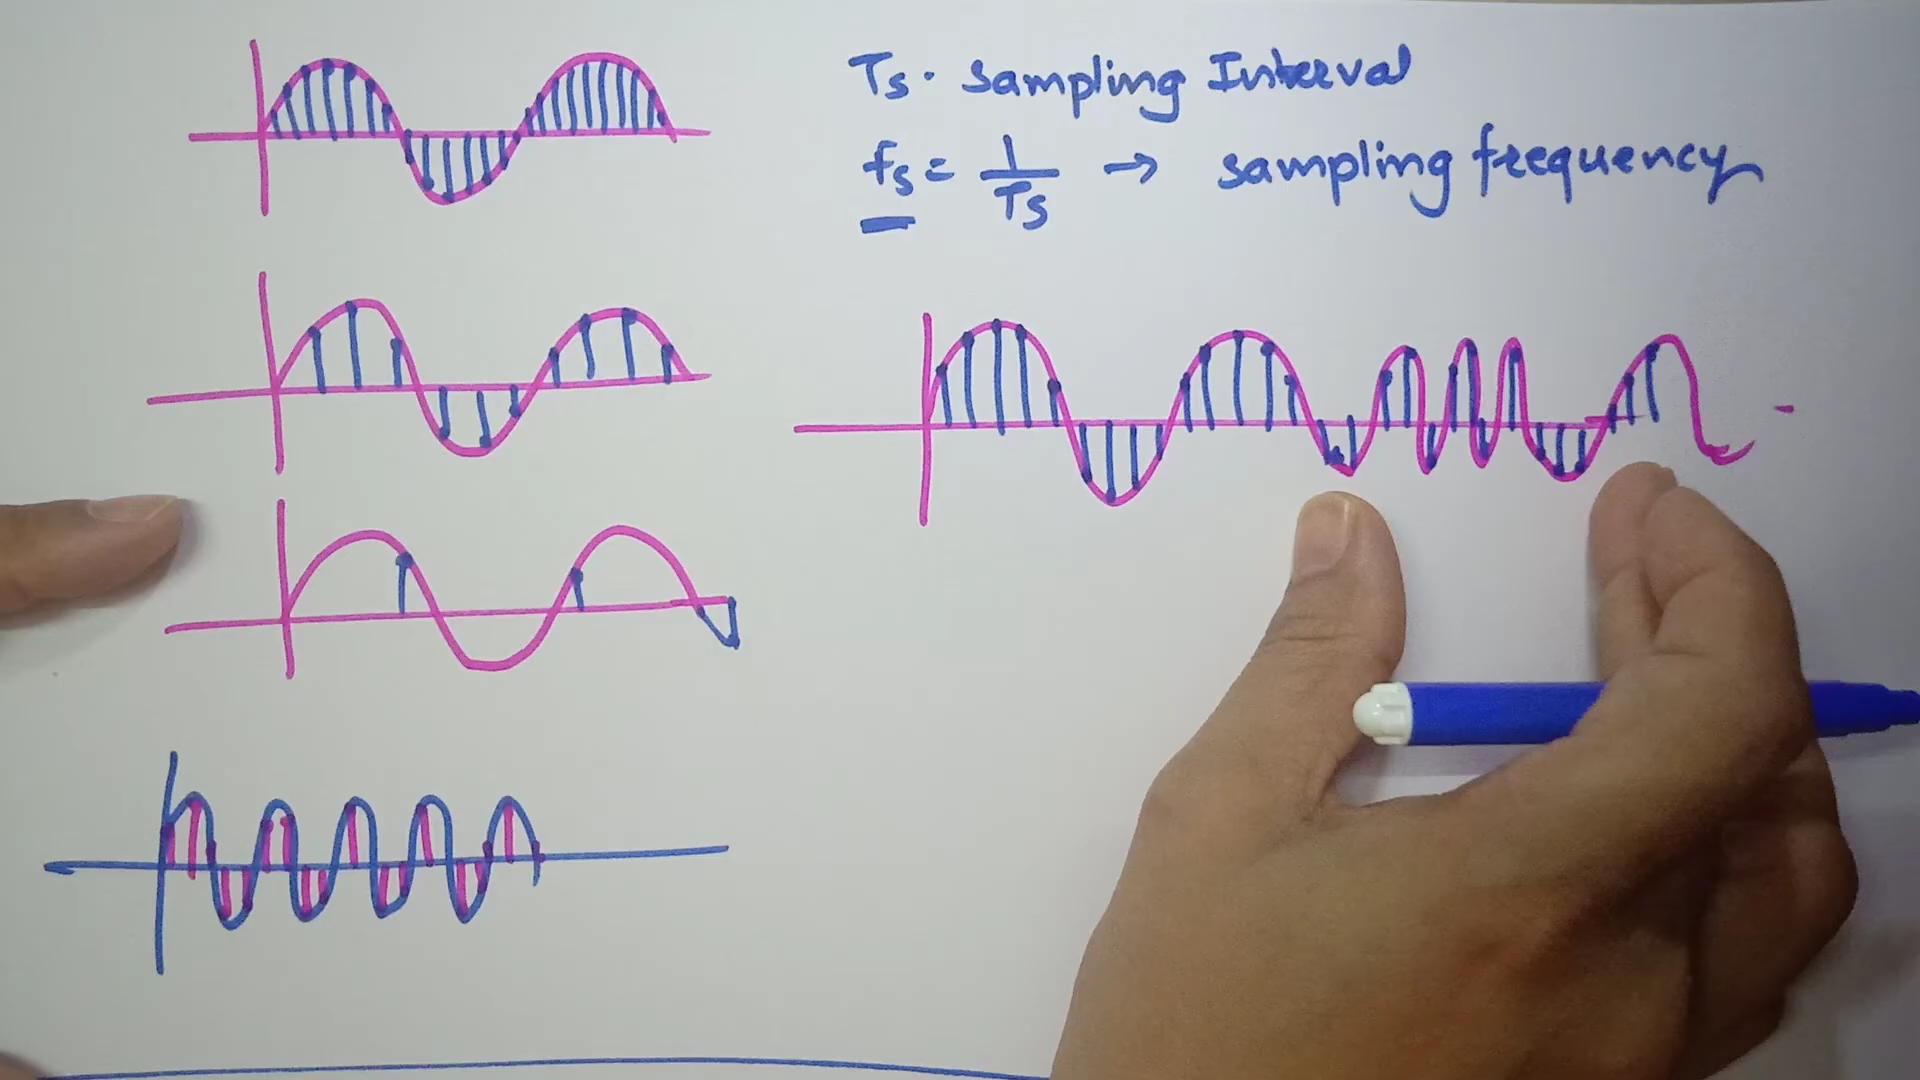 Ts. Sampling Interval
fs = 1/Ts → sampling frequency